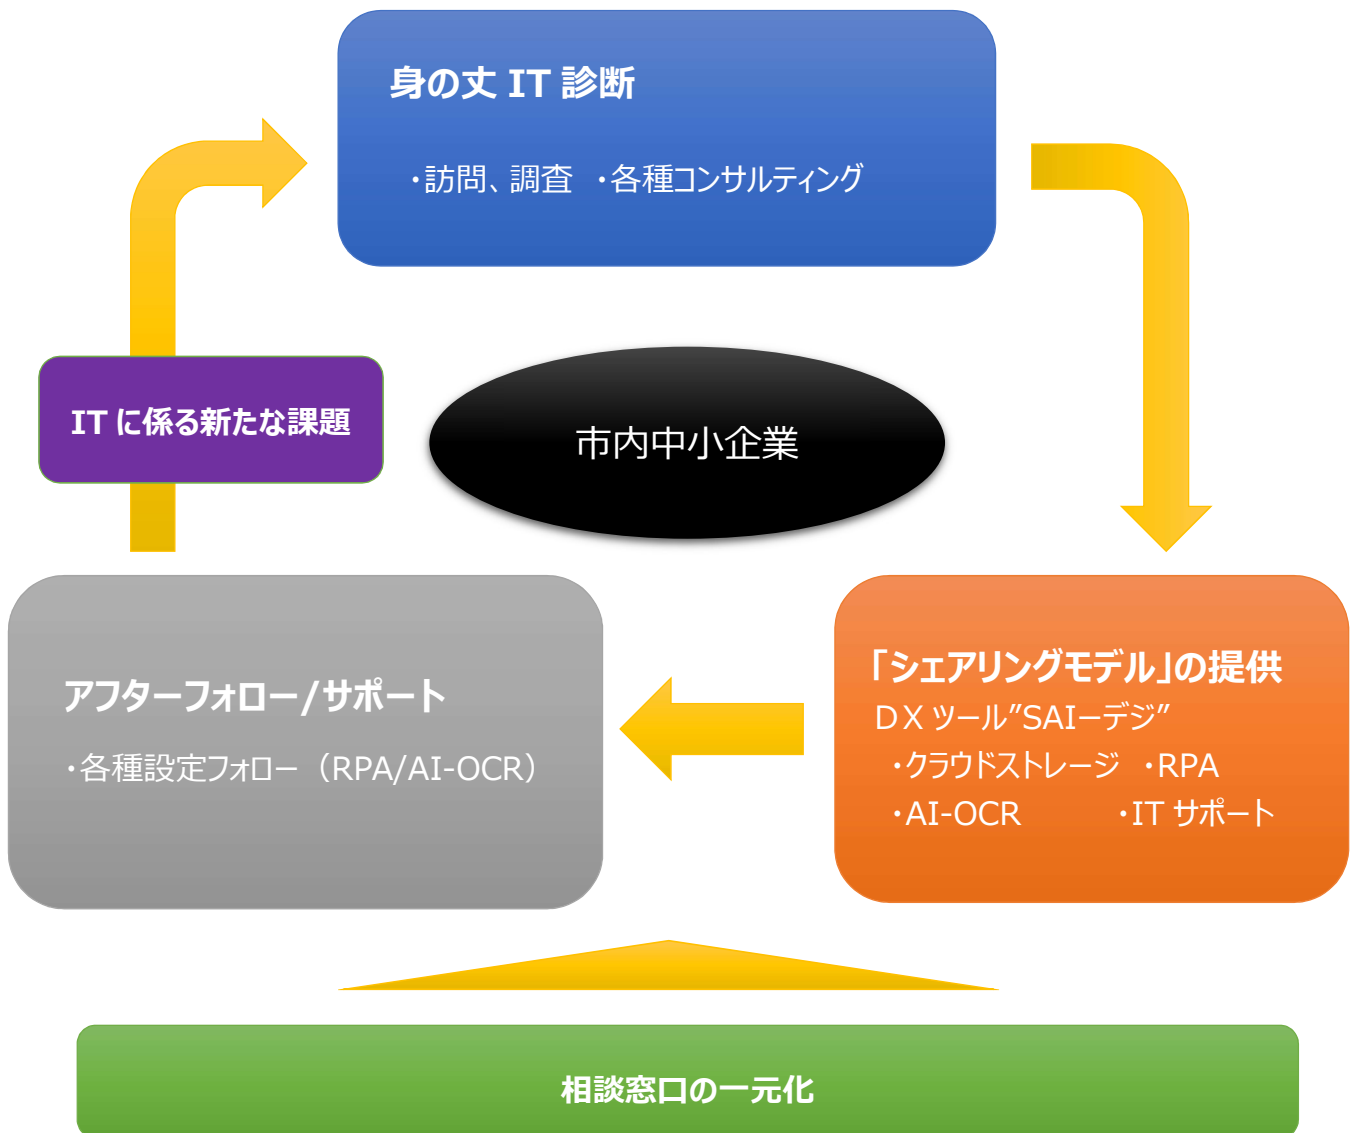 身の丈 IT 診断
・訪問、調査 ・各種コンサルティング
IT に係る新たな課題
市内中小企業
アフターフォロー/サポート
・各種設定フォロー（RPA/AI-OCR）
「シェアリングモデル」の提供
ＤＸツール”SAIーデジ”
・クラウドストレージ ・RPA
・AI-OCR ・IT サポート
相談窓口の一元化